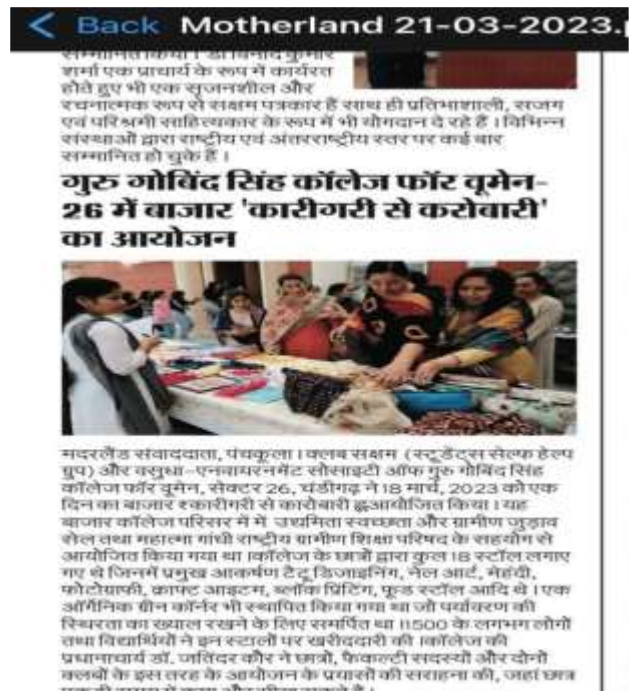 Back Motherland 21-03-2023.
सम्मानित किया । डॉ विनोद कुमार
शर्मा एक प्राचार्य के रूप में कार्यरत
होते हुए भी एक सृजनशील और
रचनात्मक रूप से सक्षम पत्रकार हैं साथ ही प्रतिभाशाली, सजग
एवं परिश्रमी साहित्यकार के रूप में भी योगदान दे रहे हैं । विभिन्न
संस्थाओं द्वारा राष्ट्रीय एवं अंतरराष्ट्रीय स्तर पर कई बार
सम्मानित हो चुके हैं ।
गुरु गोबिंद सिंह कॉलेज फॉर वूमेन-
26 में बाजार 'कारीगरी से करोबारी'
का आयोजन
मदरलैंड संवाददाता, पंचकूला । क्लब सक्षम (स्टूडेंट्स सेल्फ हेल्प
ग्रुप) और वसुधा-एनवायरनमेंट सोसाइटी ऑफ गुरु गोबिंद सिंह
कॉलेज फॉर वूमेन, सेक्टर 26, चंडीगढ़ ने 18 मार्च, 2023 को एक
दिन का बाजार श्कारीगरी से कारोबारी ह्रआयोजित किया । यह
बाजार कॉलेज परिसर में में उद्यमिता स्वच्छता और ग्रामीण जुड़ाव
सेल तथा महात्मा गांधी राष्ट्रीय ग्रामीण शिक्षा परिषद के सहयोग से
आयोजित किया गया था ।कॉलेज के छात्रों द्वारा कुल 18 स्टॉल लगाए
गए थे जिनमें प्रमुख आकर्षण टैटू डिजाइनिंग, नेल आर्ट, मेहंदी,
फोटोग्राफी, क्राफ्ट आइटम, ब्लॉक प्रिंटिंग, फूड स्टॉल आदि थे । एक
ऑर्गेनिक ग्रीन कॉर्नर भी स्थापित किया गया था जो पर्यावरण की
स्थिरता का ख्याल रखने के लिए समर्पित था ।1500 के लगभग लोगों
तथा विद्यार्थियों ने इन स्टालों पर खरीददारी की ।कॉलेज की
प्रधानाचार्य डॉ. जतिंदर कौर ने छात्रों, फैकल्टी सदस्यों और दोनों
क्लबों के इस तरह के आयोजन के प्रयासों की सराहना की, जहां छात्र